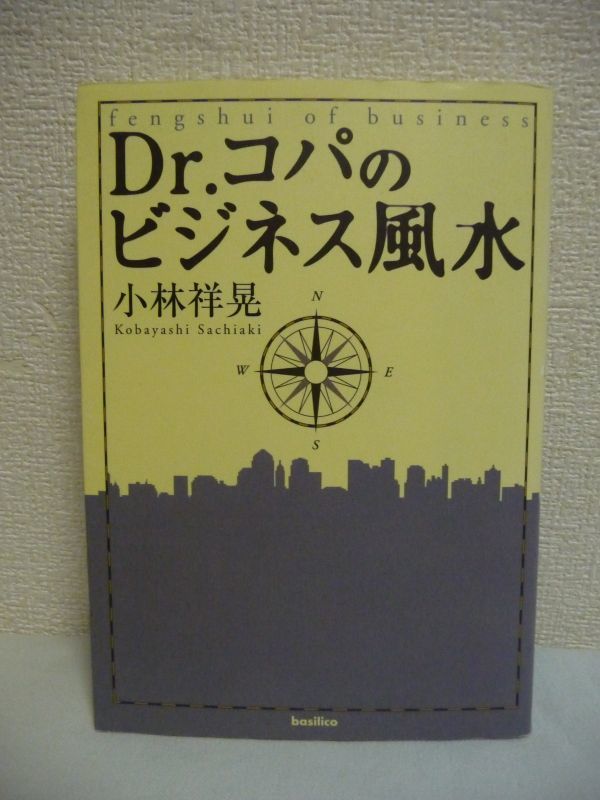 fengshui of business
Dr.コパの
ビジネス風水
小林祥晃
Kobayashi Sachiaki
N
W
E
S
basilico